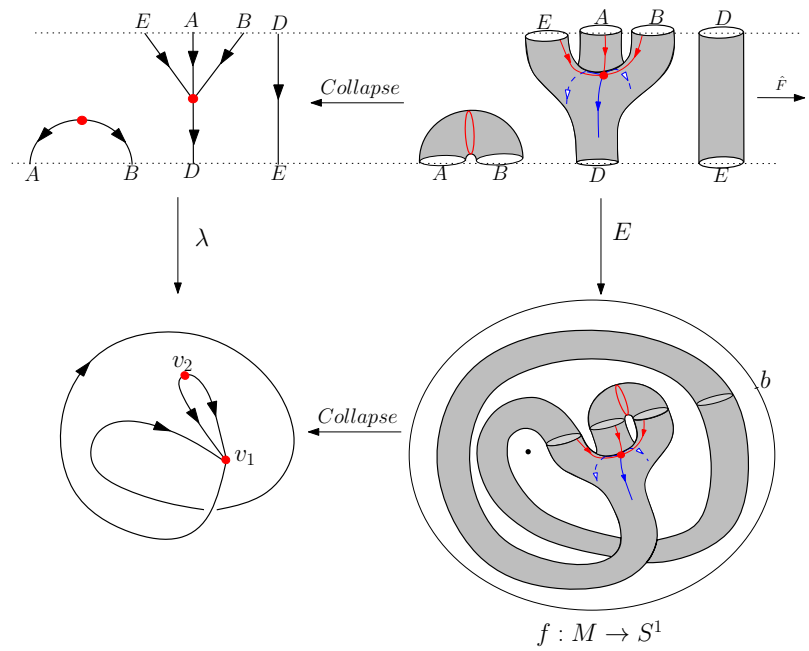 E A B D E A B D
Collapse F̂
A B D E A B D E
λ E
v₂ b
Collapse
v₁
f : M → S¹